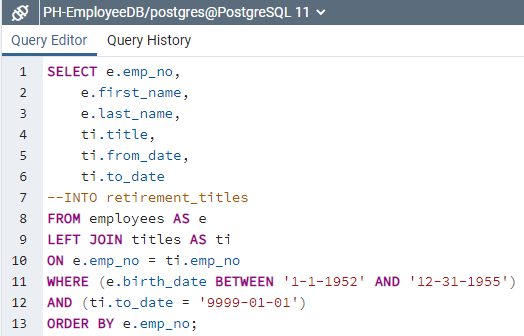 PH-EmployeeDB/postgres@PostgreSQL 11
Query Editor Query History
1 SELECT e.emp_no,
2 e.first_name,
3 e.last_name,
4 ti.title,
5 ti.from_date,
6 ti.to_date
7 --INTO retirement_titles
8 FROM employees AS e
9 LEFT JOIN titles AS ti
10 ON e.emp_no = ti.emp_no
11 WHERE (e.birth_date BETWEEN '1-1-1952' AND '12-31-1955')
12 AND (ti.to_date = '9999-01-01')
13 ORDER BY e.emp_no;